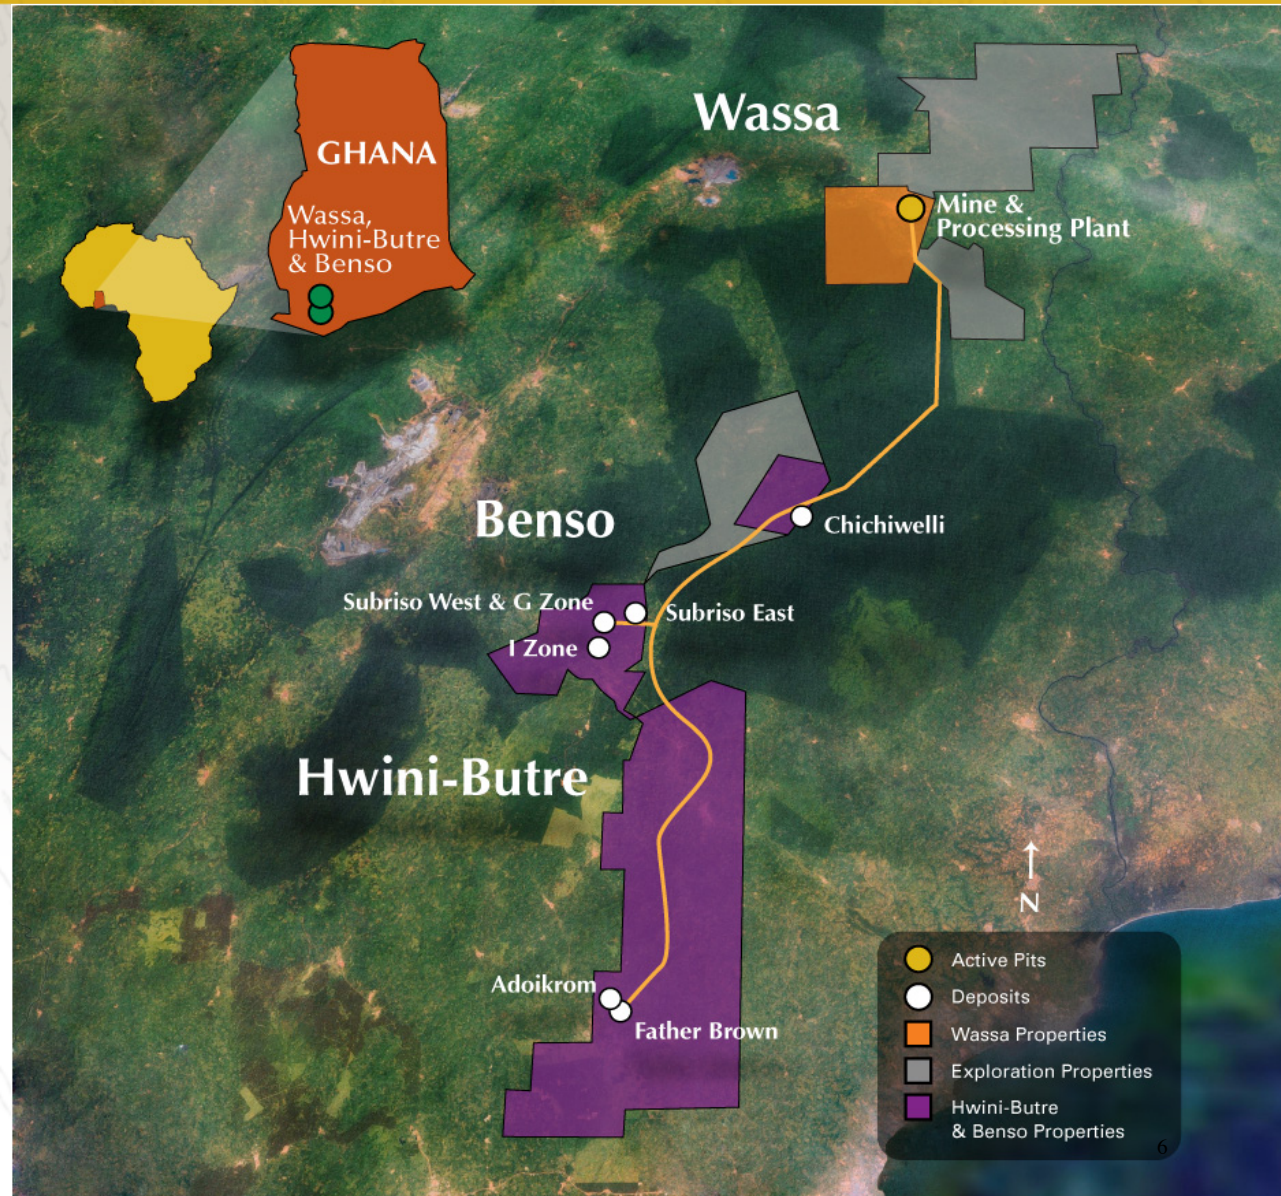 Wassa
GHANA
Wassa,
Hwini-Butre
& Benso
Mine &
Processing Plant
Benso
Chichiwelli
Subriso West & G Zone
Subriso East
I Zone
Hwini-Butre
N
Adoikrom
Father Brown
Active Pits
Deposits
Wassa Properties
Exploration Properties
Hwini-Butre
& Benso Properties
6